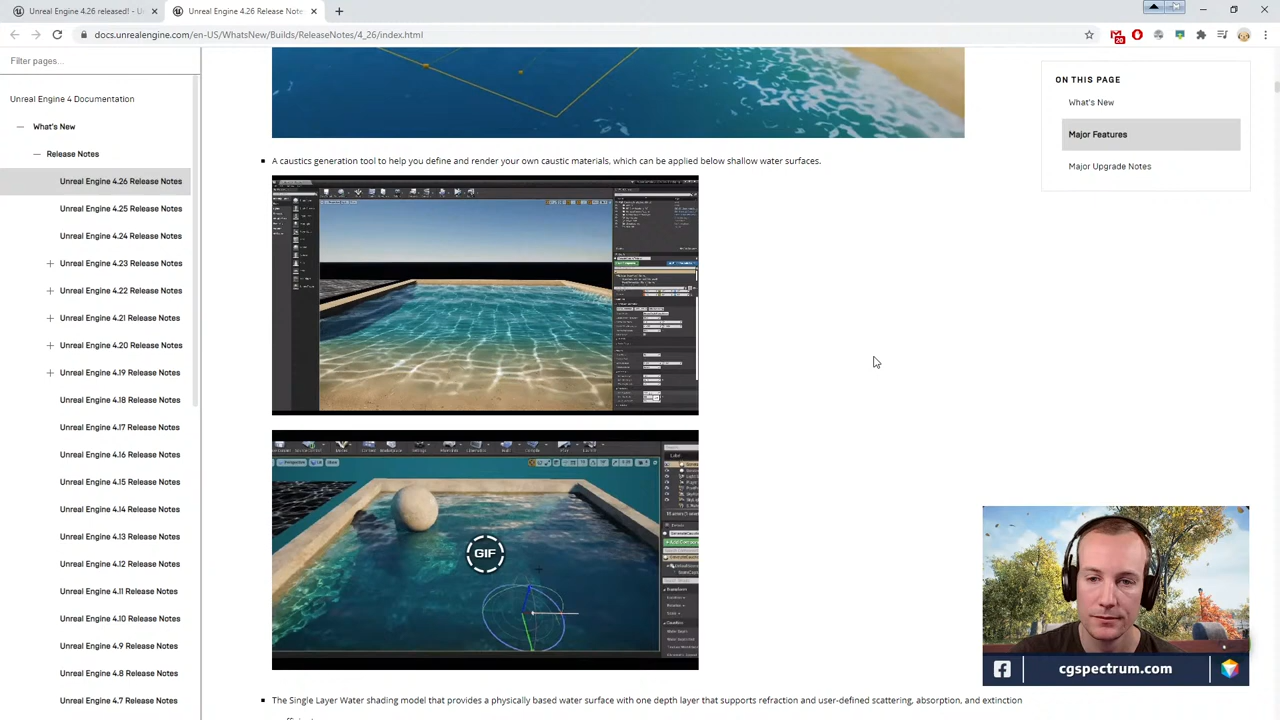 Unreal Engine 4.26 released! - U
Unreal Engine 4.26 Release Notes
docs.unrealengine.com/en-US/WhatsNew/Builds/ReleaseNotes/4_26/index.html
20
Filter pages...
Unreal Engine 4 Documentation
What's New
Release Notes
Unreal Engine 4.26 Release Notes
Unreal Engine 4.25 Release Notes
Unreal Engine 4.24 Release Notes
Unreal Engine 4.23 Release Notes
Unreal Engine 4.22 Release Notes
Unreal Engine 4.21 Release Notes
Unreal Engine 4.20 Release Notes
Unreal Engine 4.19 Release Notes
Unreal Engine 4.18 Release Notes
Unreal Engine 4.17 Release Notes
Unreal Engine 4.16 Release Notes
Unreal Engine 4.15 Release Notes
Unreal Engine 4.14 Release Notes
Unreal Engine 4.13 Release Notes
Unreal Engine 4.12 Release Notes
Unreal Engine 4.11 Release Notes
Unreal Engine 4.10 Release Notes
Unreal Engine 4.9 Release Notes
Unreal Engine 4.8 Release Notes
Unreal Engine 4.7 Release Notes
A caustics generation tool to help you define and render your own caustic materials, which can be applied below shallow water surfaces.
Perspective
Lit
Show
Label
Transform
GIF
The Single Layer Water shading model that provides a physically based water surface with one depth layer that supports refraction and user-defined scattering, absorption, and extinction
ON THIS PAGE
What's New
Major Features
Major Upgrade Notes
cgspectrum.com